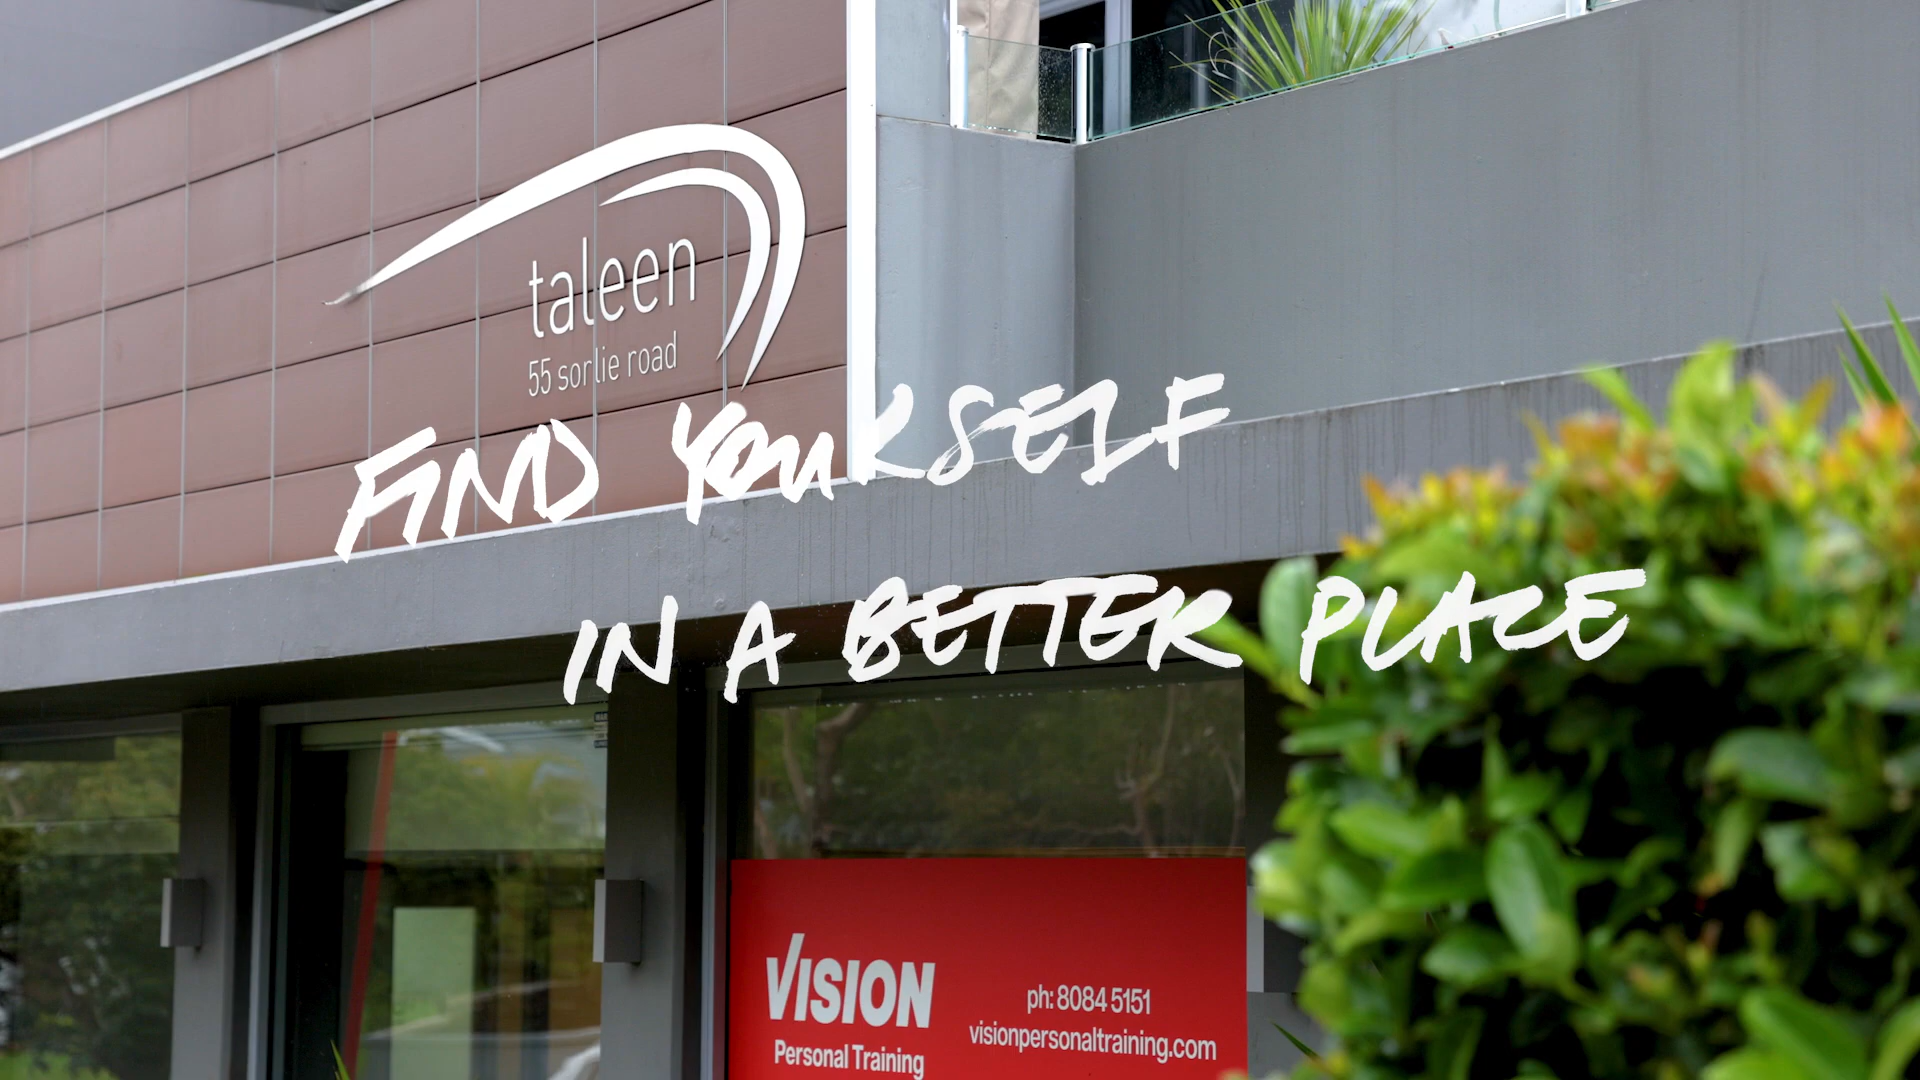 taleen
55 sorlie road
FIND YOURSELF
IN A BETTER PLACE
VISION
Personal Training
ph: 8084 5151
visionpersonaltraining.com